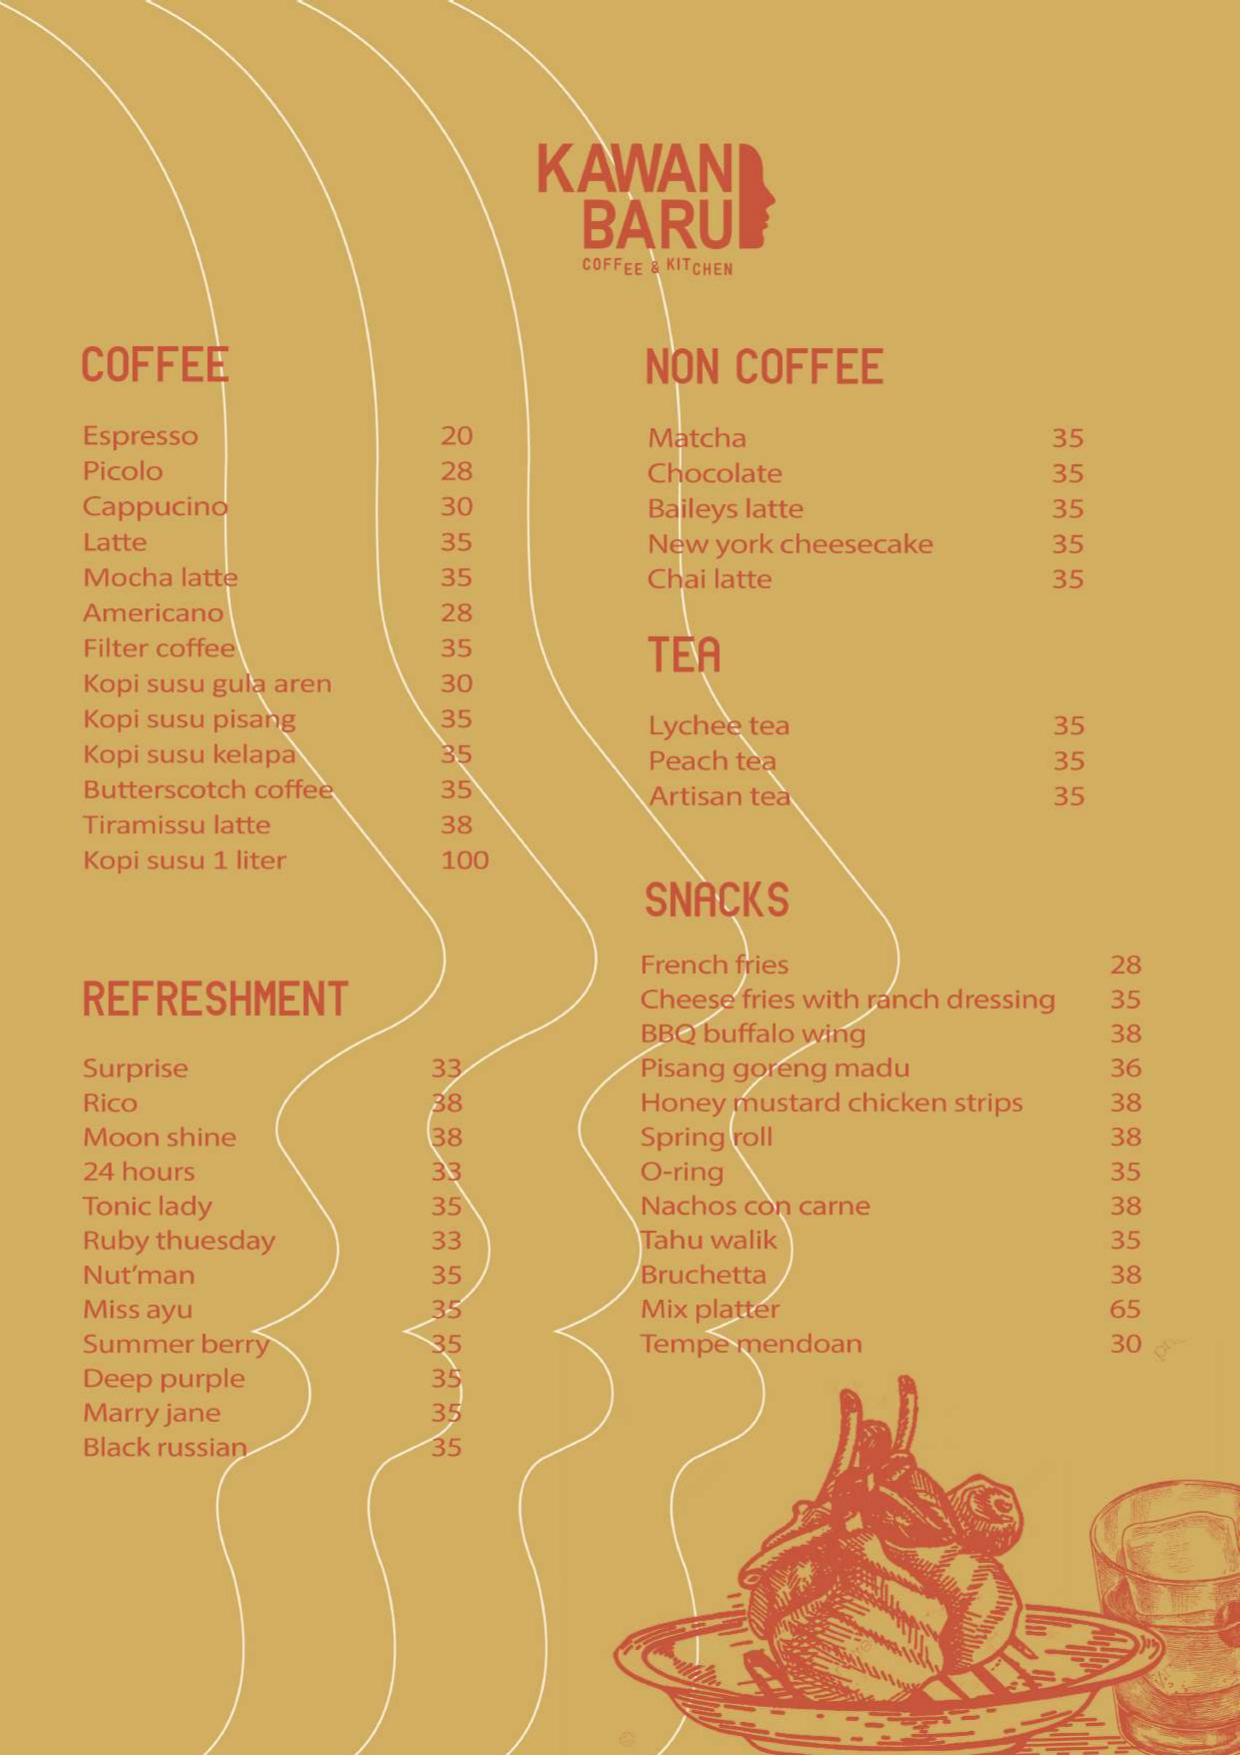 KAWAN
BARU
COFFEE & KITCHEN
COFFEE
Espresso 20
Picolo 28
Cappucino 30
Latte 35
Mocha latte 35
Americano 28
Filter coffee 35
Kopi susu gula aren 30
Kopi susu pisang 35
Kopi susu kelapa 35
Butterscotch coffee 35
Tiramissu latte 38
Kopi susu 1 liter 100
REFRESHMENT
Surprise 33
Rico 38
Moon shine 38
24 hours 33
Tonic lady 35
Ruby thuesday 33
Nut'man 35
Miss ayu 35
Summer berry 35
Deep purple 35
Marry jane 35
Black russian 35
NON COFFEE
Matcha 35
Chocolate 35
Baileys latte 35
New york cheesecake 35
Chai latte 35
TEA
Lychee tea 35
Peach tea 35
Artisan tea 35
SNACKS
French fries 28
Cheese fries with ranch dressing 35
BBQ buffalo wing 38
Pisang goreng madu 36
Honey mustard chicken strips 38
Spring roll 38
O-ring 35
Nachos con carne 38
Tahu walik 35
Bruchetta 38
Mix platter 65
Tempe mendoan 30